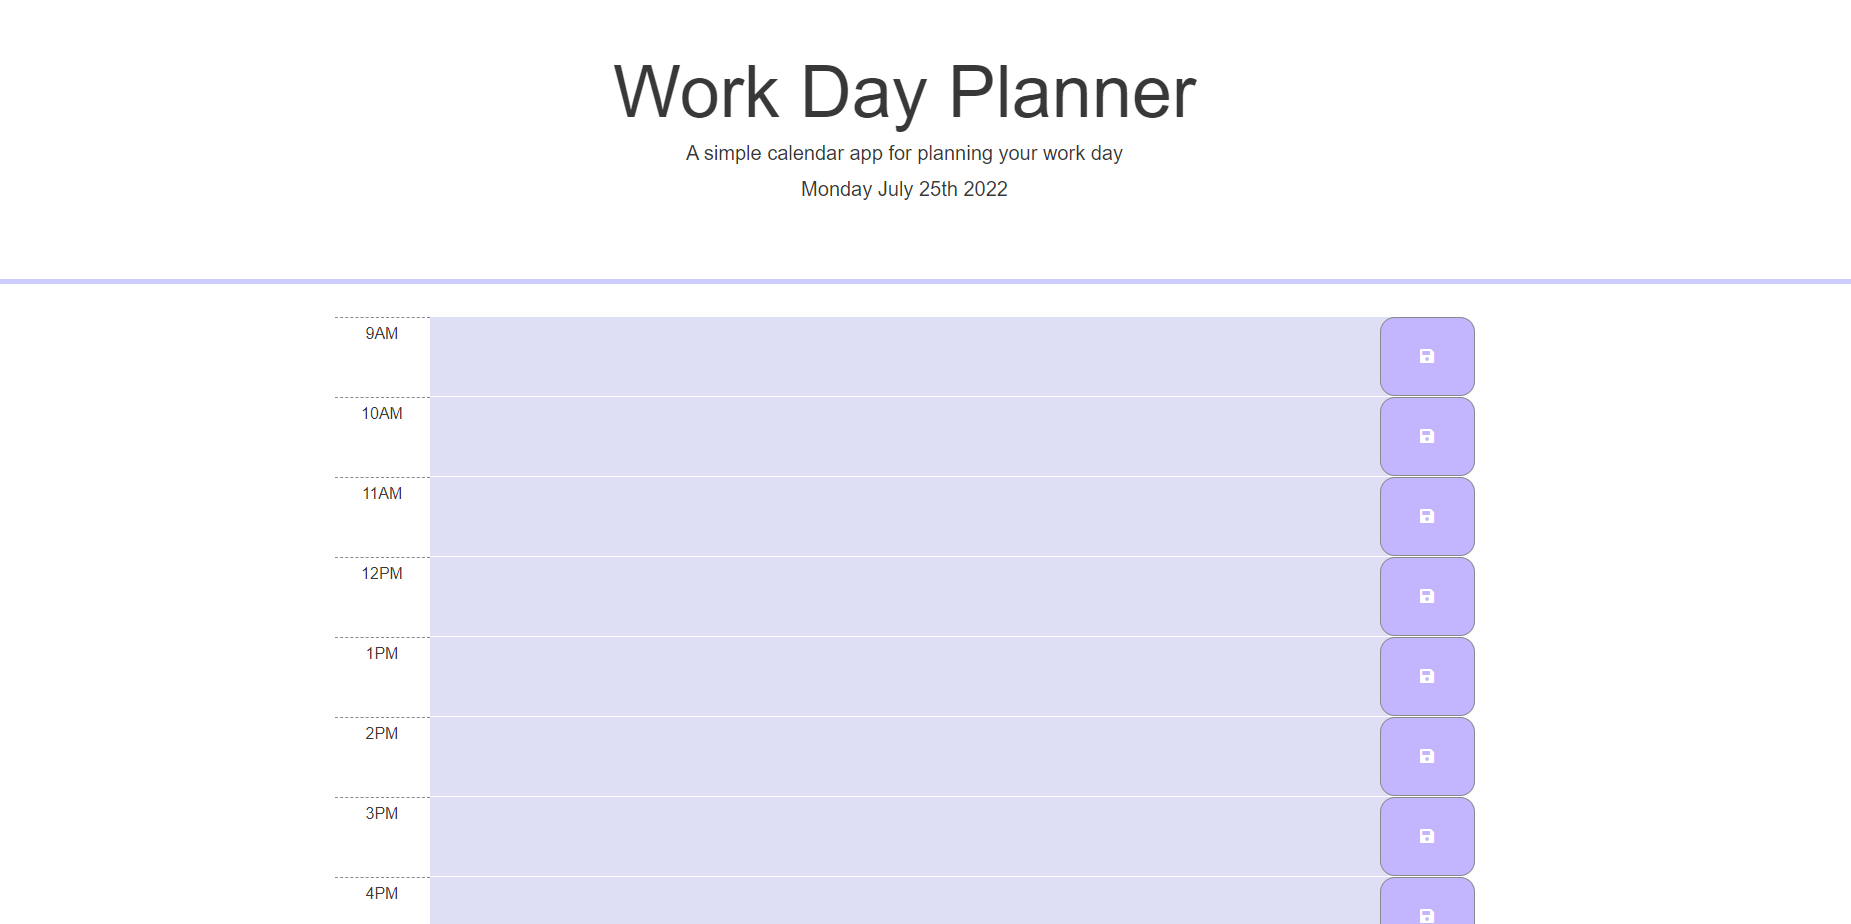 Work Day Planner
A simple calendar app for planning your work day
Monday July 25th 2022
9AM
10AM
11AM
12PM
1PM
2PM
3PM
4PM